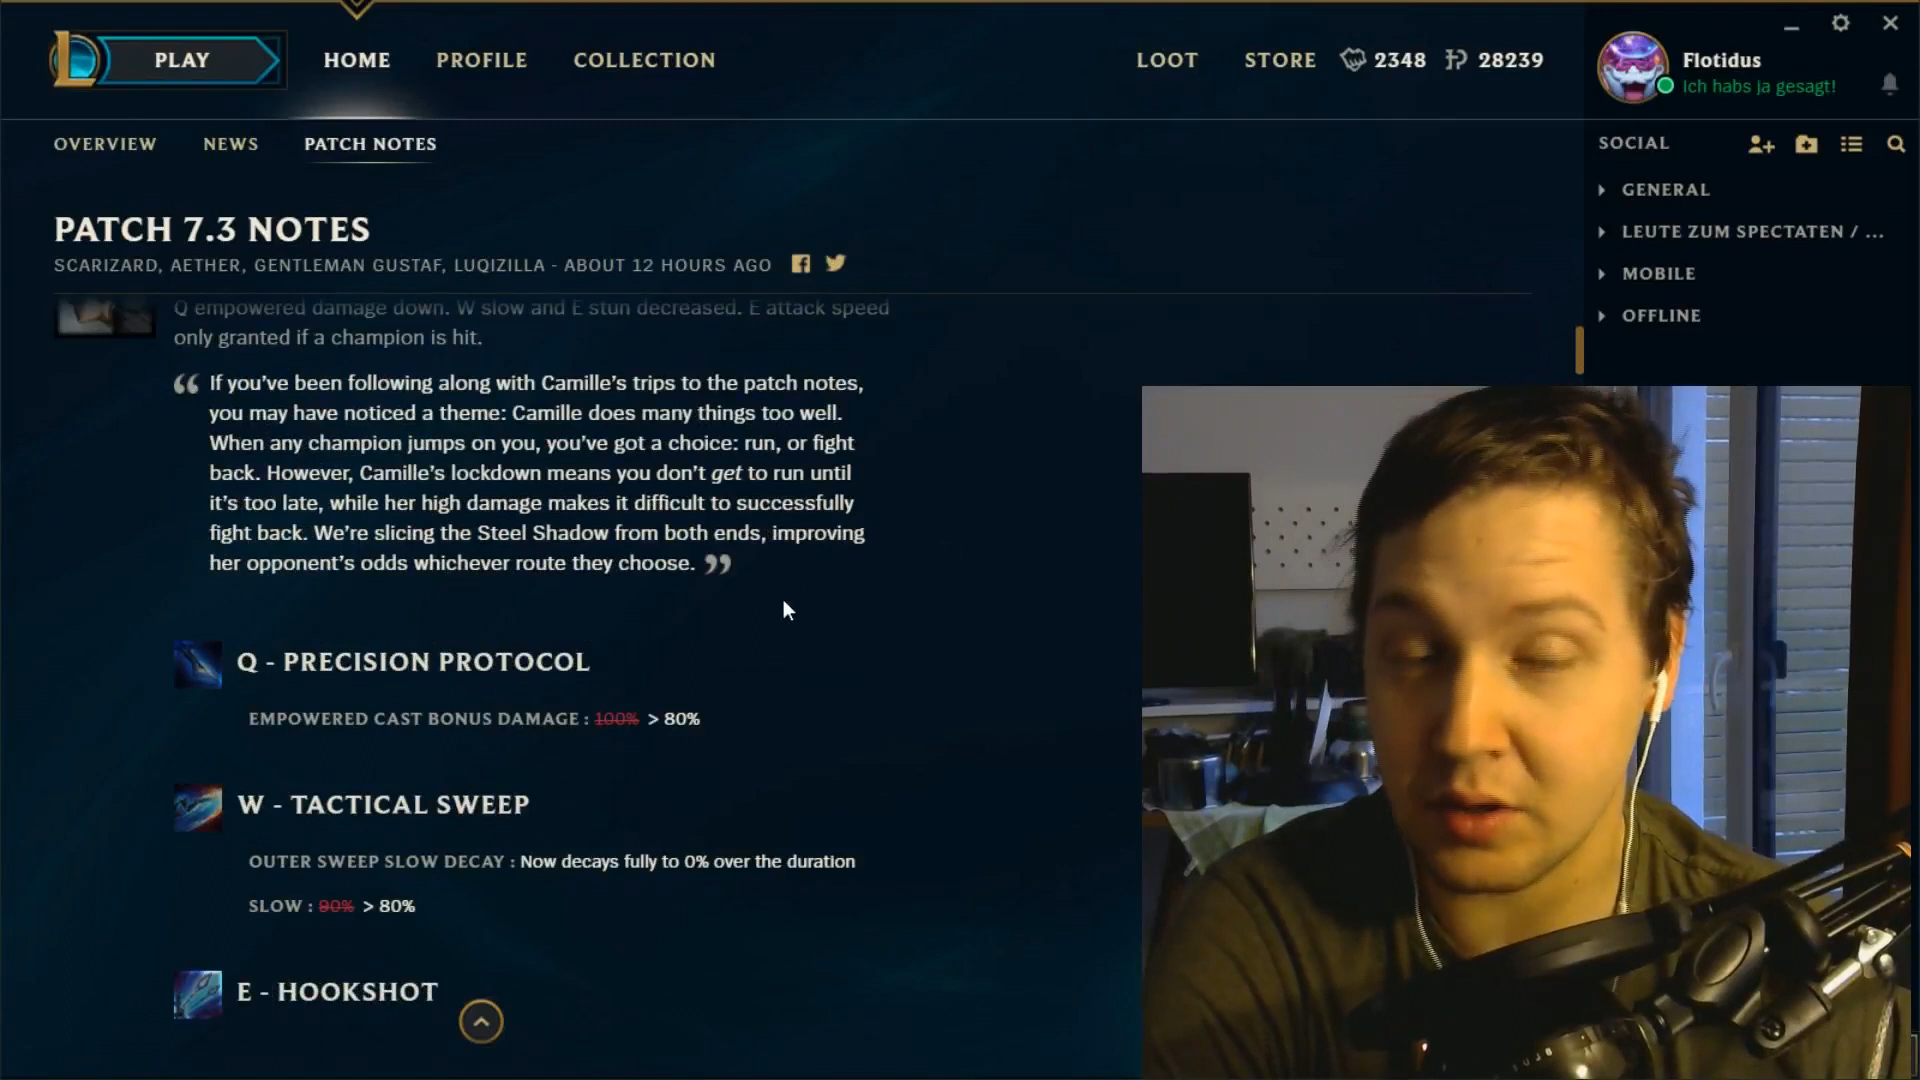 PLAY
HOME
PROFILE
COLLECTION
LOOT
STORE
2348
28239
Flotidus
Ich habs ja gesagt!
OVERVIEW
NEWS
PATCH NOTES
SOCIAL
GENERAL
LEUTE ZUM SPECTATEN / ...
MOBILE
OFFLINE
PATCH 7.3 NOTES
SCARIZARD, AETHER, GENTLEMAN GUSTAF, LUQIZILLA - ABOUT 12 HOURS AGO
Q empowered damage down. W slow and E stun decreased. E attack speed
only granted if a champion is hit.
“ If you’ve been following along with Camille’s trips to the patch notes,
you may have noticed a theme: Camille does many things too well.
When any champion jumps on you, you’ve got a choice: run, or fight
back. However, Camille’s lockdown means you don’t get to run until
it’s too late, while her high damage makes it difficult to successfully
fight back. We’re slicing the Steel Shadow from both ends, improving
her opponent’s odds whichever route they choose. ”
Q - PRECISION PROTOCOL
EMPOWERED CAST BONUS DAMAGE : 100% > 80%
W - TACTICAL SWEEP
OUTER SWEEP SLOW DECAY : Now decays fully to 0% over the duration
SLOW : 90% > 80%
E - HOOKSHOT